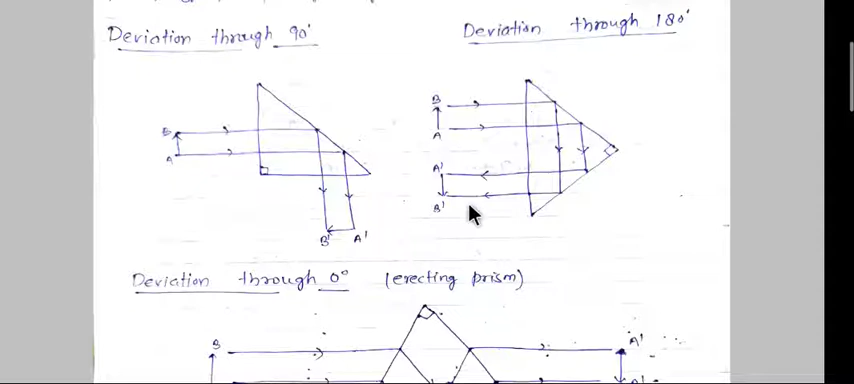 Deviation through 90°
Deviation through 180°
B
A
B'
A'
B
A
A'
B'
Deviation through 0° (erecting prism)
B
A'
A'